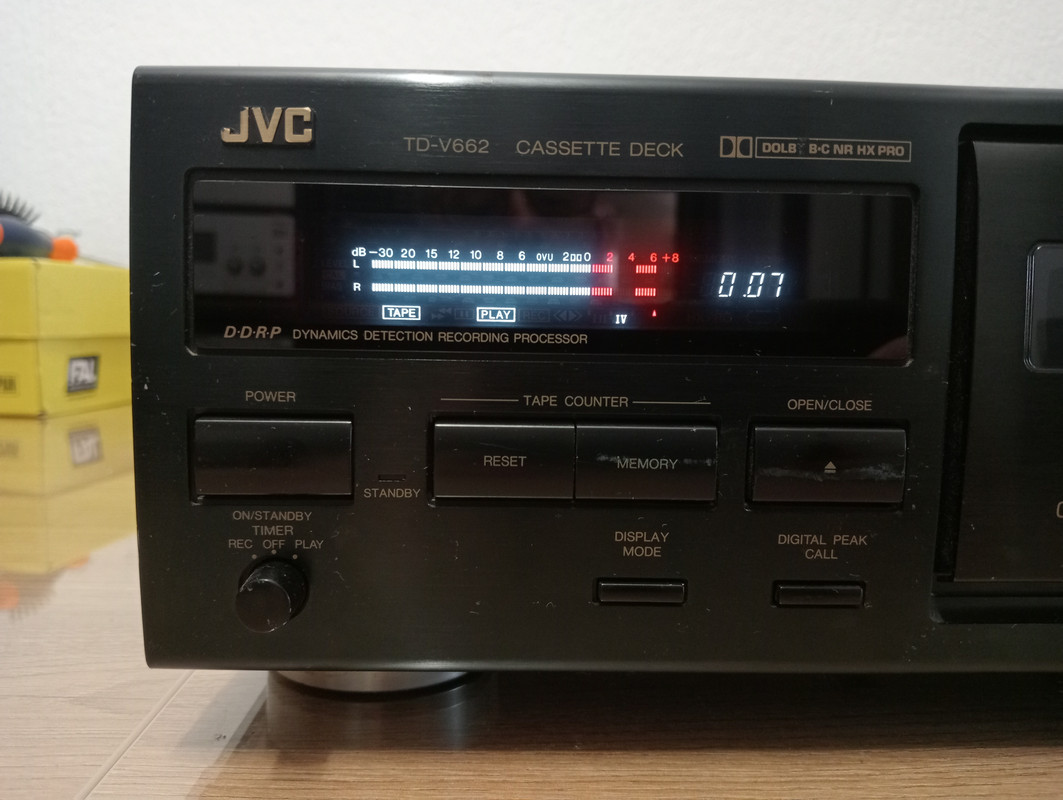 JVC
TD-V662 CASSETTE DECK DOLBY B·C NR HX PRO
dB -30 20 15 12 10 8 6 0VU 2 0 2 4 6 +8
L
R
0.07
TAPE PLAY IV
D·D·R·P DYNAMICS DETECTION RECORDING PROCESSOR
PAL
POWER
TAPE COUNTER
OPEN/CLOSE
RESET MEMORY
STANDBY
ON/STANDBY
TIMER
REC OFF PLAY
DISPLAY
MODE
DIGITAL PEAK
CALL